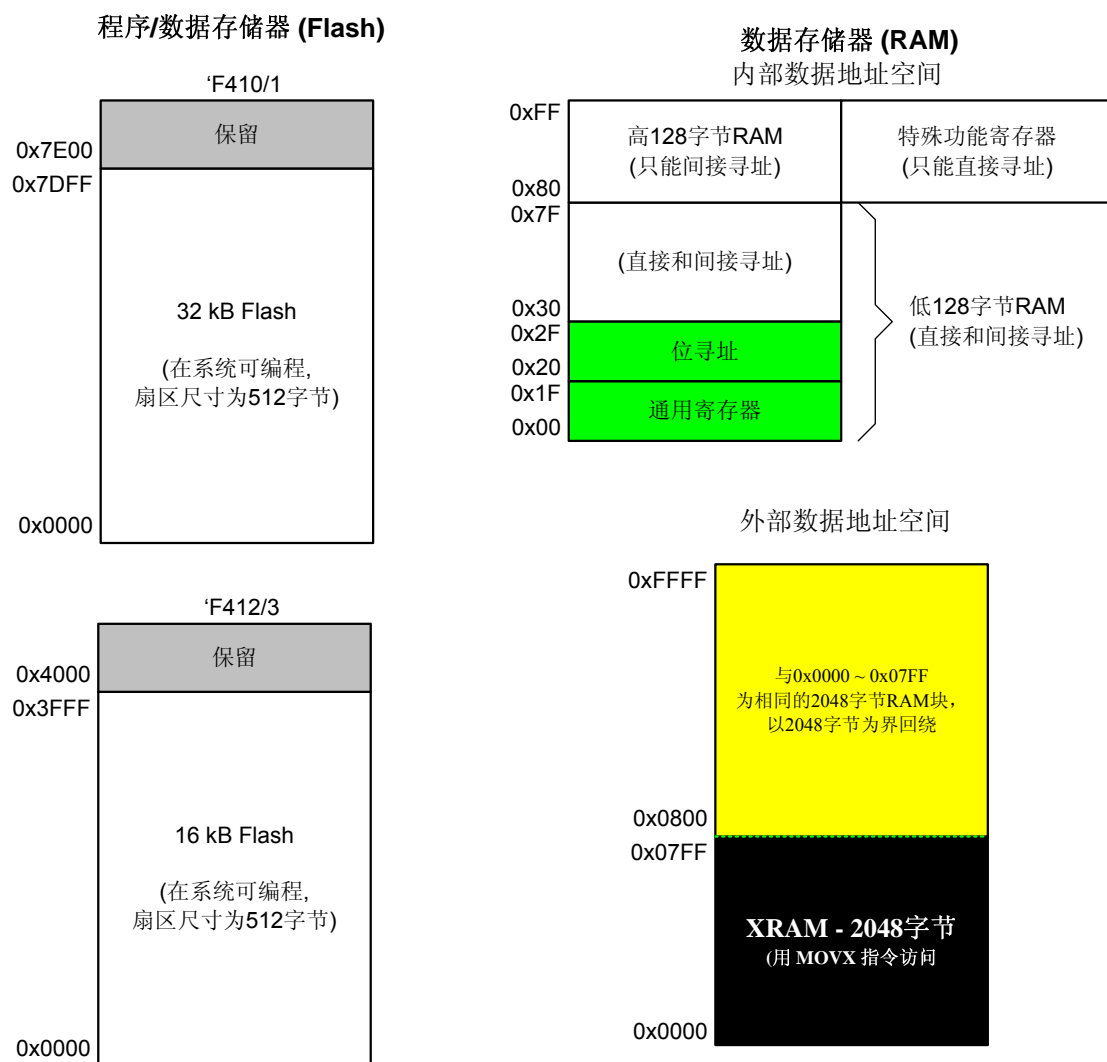 程序/数据存储器 (Flash)
‘F410/1
保留
0x7E00
0x7DFF
32 kB Flash
(在系统可编程,
扇区尺寸为512字节)
0x0000
‘F412/3
保留
0x4000
0x3FFF
16 kB Flash
(在系统可编程,
扇区尺寸为512字节)
0x0000
数据存储器 (RAM)
内部数据地址空间
0xFF
高128字节RAM
(只能间接寻址)
特殊功能寄存器
(只能直接寻址)
0x80
0x7F
(直接和间接寻址)
0x30
0x2F
位寻址
0x20
0x1F
通用寄存器
0x00
低128字节RAM
(直接和间接寻址)
外部数据地址空间
0xFFFF
与0x0000 ~ 0x07FF
为相同的2048字节RAM块，
以2048字节为界回绕
0x0800
0x07FF
XRAM - 2048字节
(用 MOVX 指令访问
0x0000